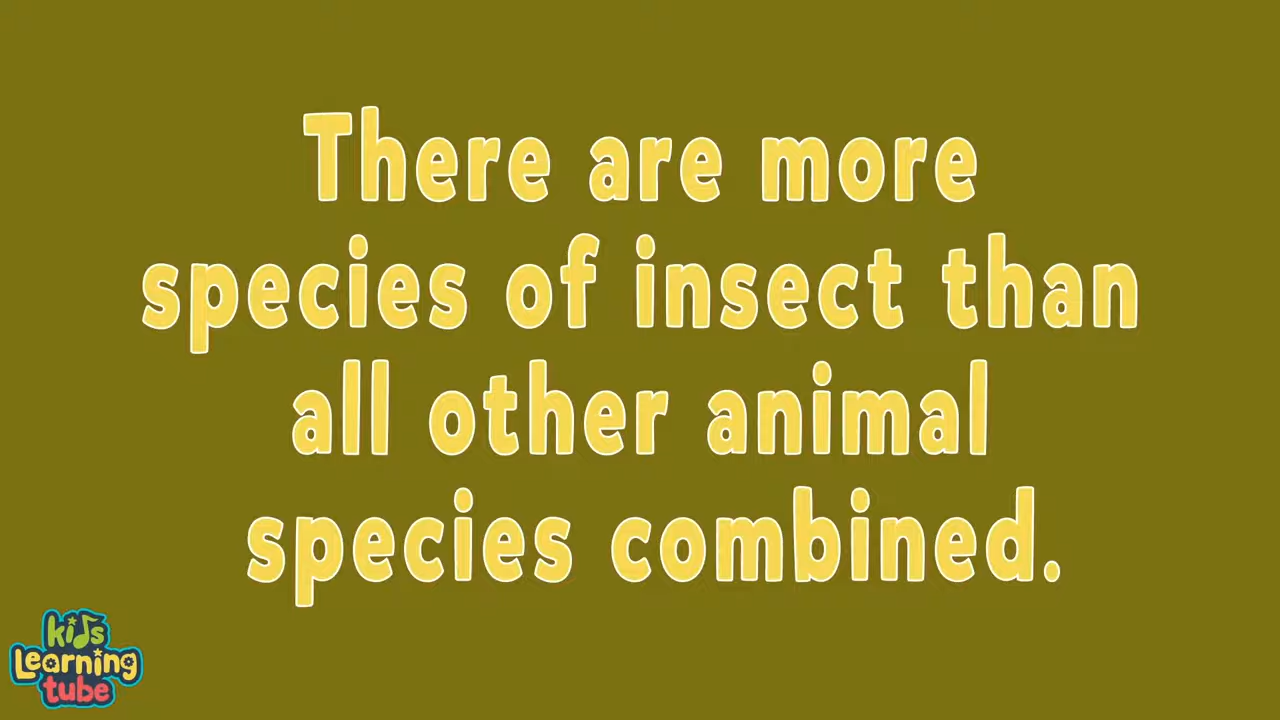 There are more
species of insect than
all other animal
species combined.
kids
Learning
tube